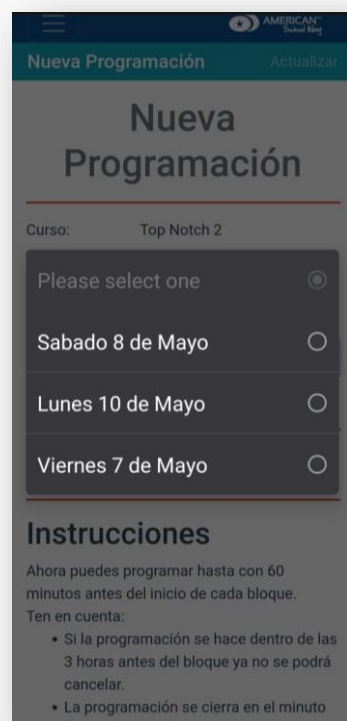 AMERICAN
School Way
Nueva Programación Actualizar
Nueva
Programación
Curso: Top Notch 2
Please select one
Sabado 8 de Mayo
Lunes 10 de Mayo
Viernes 7 de Mayo
Instrucciones
Ahora puedes programar hasta con 60
minutos antes del inicio de cada bloque.
Ten en cuenta:
• Si la programación se hace dentro de las
3 horas antes del bloque ya no se podrá
cancelar.
• La programación se cierra en el minuto